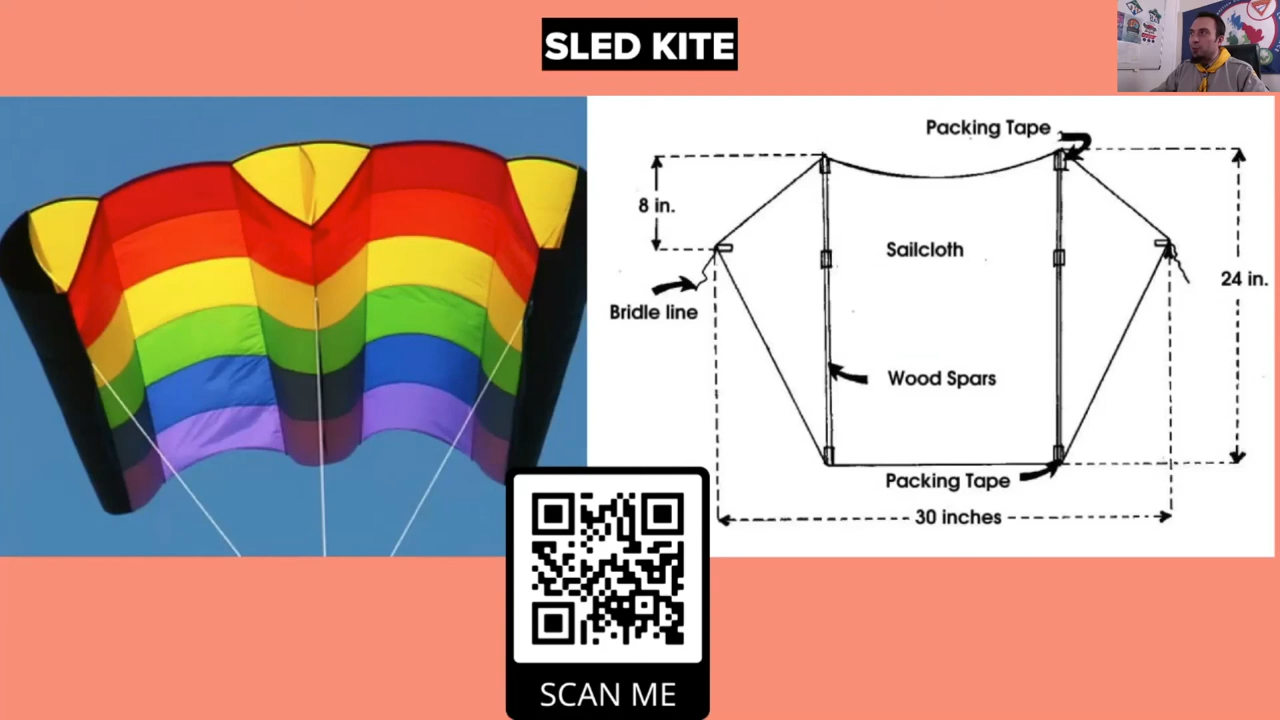 SLED KITE
Packing Tape
8 in.
Sailcloth
24 in.
Bridle line
Wood Spars
Packing Tape
30 inches
SCAN ME